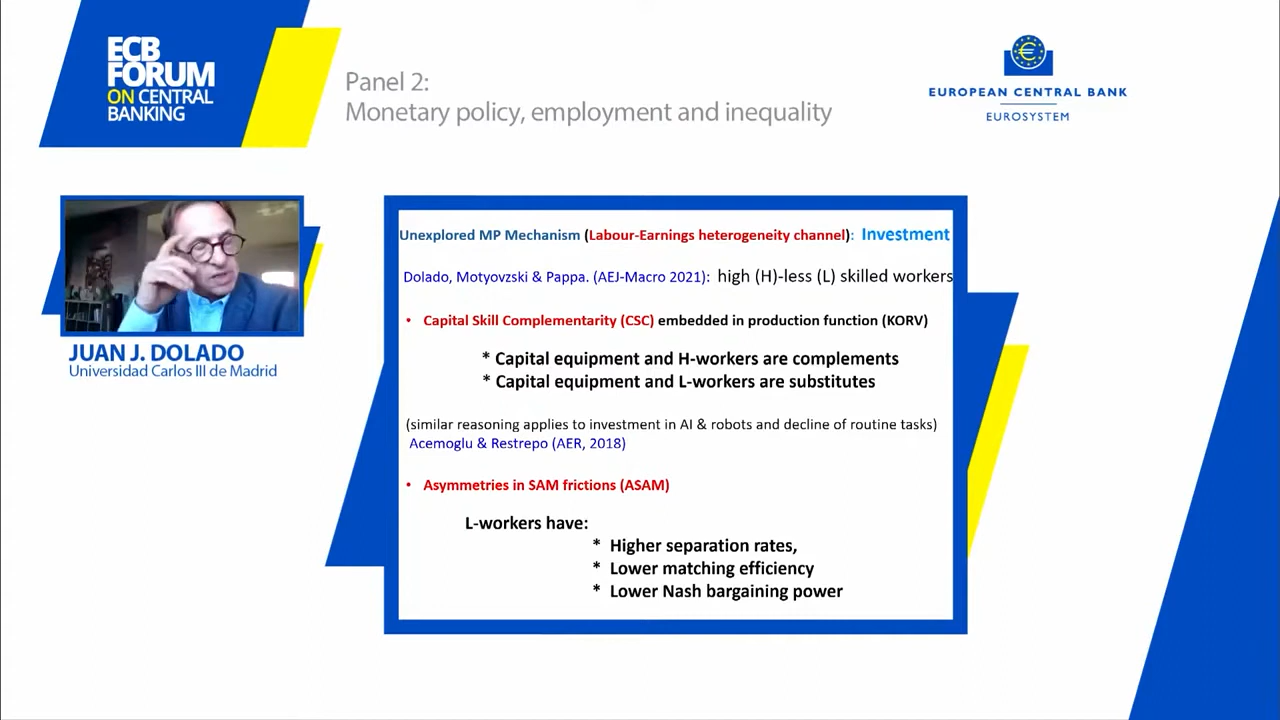 ECB
FORUM
ON CENTRAL
BANKING
Panel 2:
Monetary policy, employment and inequality
€
EUROPEAN CENTRAL BANK
EUROSYSTEM
JUAN J. DOLADO
Universidad Carlos III de Madrid
Unexplored MP Mechanism (Labour-Earnings heterogeneity channel): Investment
Dolado, Motyovzski & Pappa. (AEJ-Macro 2021): high (H)-less (L) skilled workers
• Capital Skill Complementarity (CSC) embedded in production function (KORV)
* Capital equipment and H-workers are complements
* Capital equipment and L-workers are substitutes
(similar reasoning applies to investment in AI & robots and decline of routine tasks)
Acemoglu & Restrepo (AER, 2018)
• Asymmetries in SAM frictions (ASAM)
L-workers have:
* Higher separation rates,
* Lower matching efficiency
* Lower Nash bargaining power